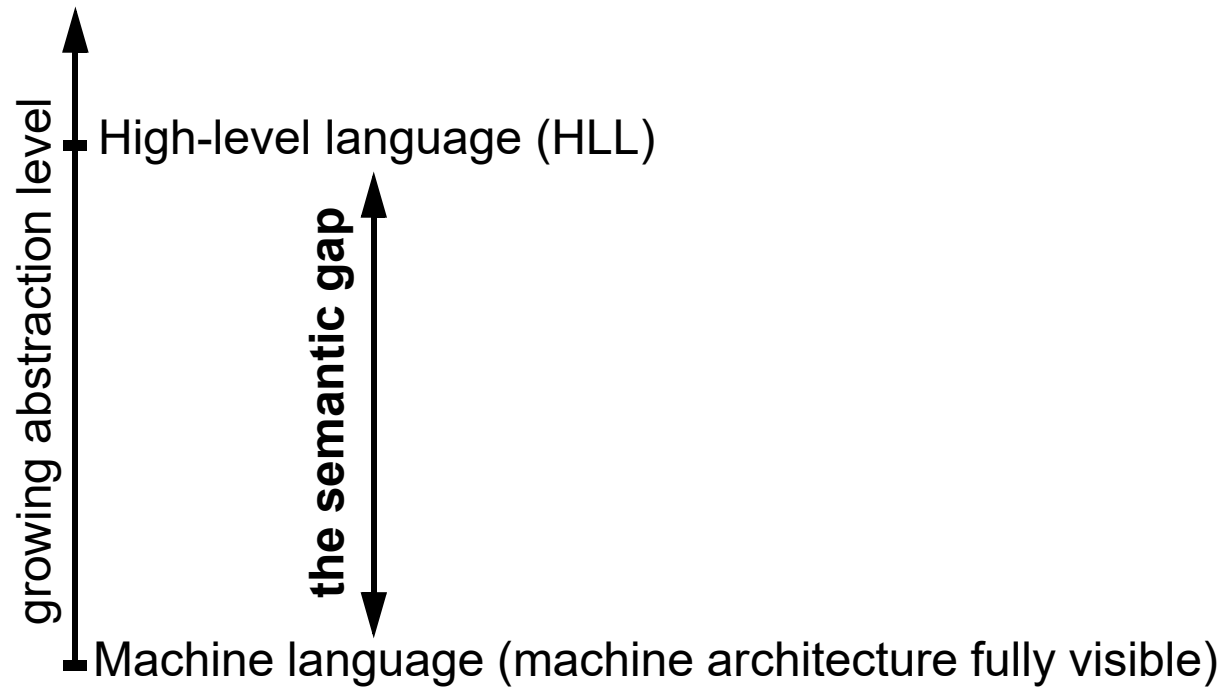 growing abstraction level
High-level language (HLL)
the semantic gap
Machine language (machine architecture fully visible)